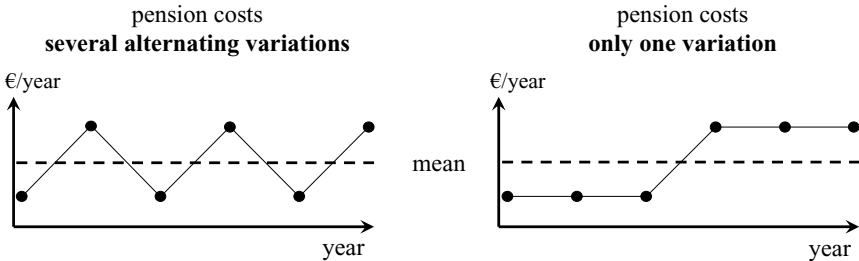 pension costs
several alternating variations
€/year
year
mean
pension costs
only one variation
€/year
year